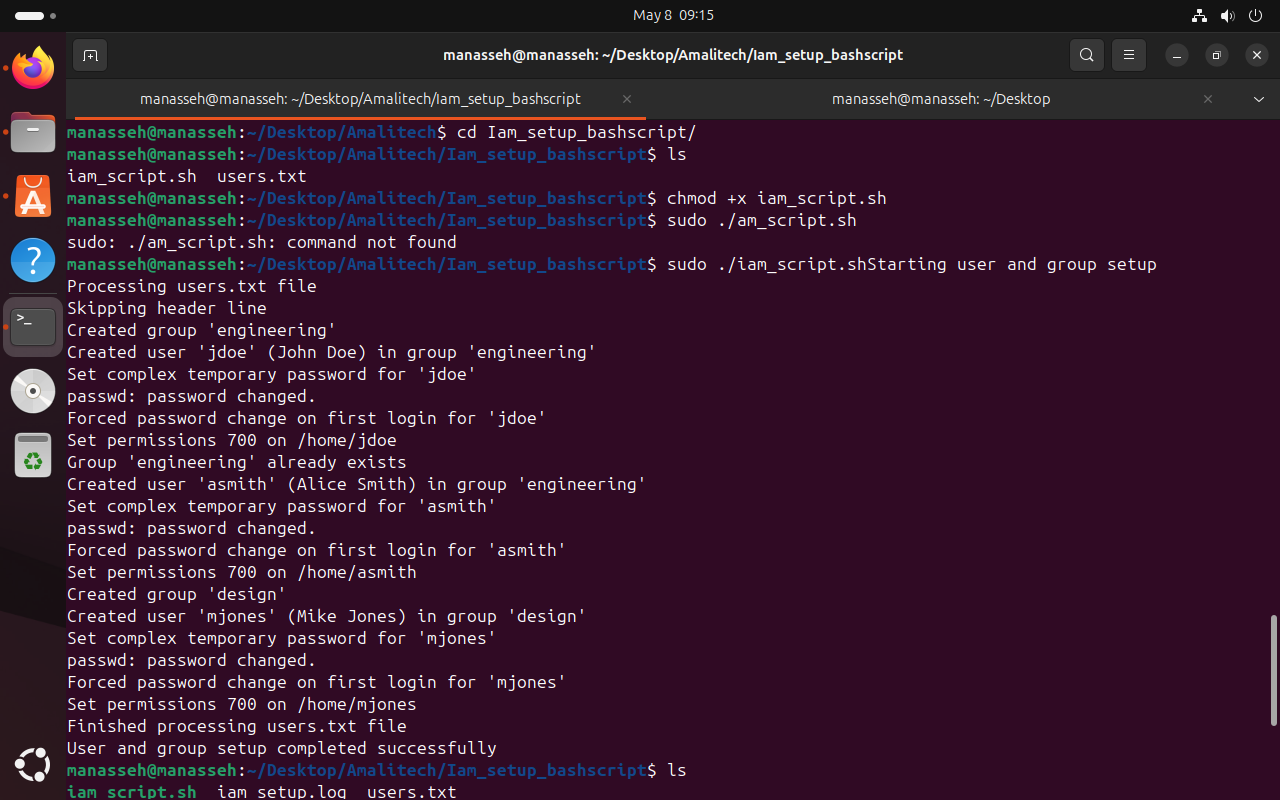 May 8 09:15
manasseh@manasseh: ~/Desktop/Amalitech/Iam_setup_bashscript
manasseh@manasseh: ~/Desktop/Amalitech/Iam_setup_bashscript
manasseh@manasseh: ~/Desktop
manasseh@manasseh:~/Desktop/Amalitech$ cd Iam_setup_bashscript/
manasseh@manasseh:~/Desktop/Amalitech/Iam_setup_bashscript$ ls
iam_script.sh  users.txt
manasseh@manasseh:~/Desktop/Amalitech/Iam_setup_bashscript$ chmod +x iam_script.sh
manasseh@manasseh:~/Desktop/Amalitech/Iam_setup_bashscript$ sudo ./am_script.sh
sudo: ./am_script.sh: command not found
manasseh@manasseh:~/Desktop/Amalitech/Iam_setup_bashscript$ sudo ./iam_script.shStarting user and group setup
Processing users.txt file
Skipping header line
Created group 'engineering'
Created user 'jdoe' (John Doe) in group 'engineering'
Set complex temporary password for 'jdoe'
passwd: password changed.
Forced password change on first login for 'jdoe'
Set permissions 700 on /home/jdoe
Group 'engineering' already exists
Created user 'asmith' (Alice Smith) in group 'engineering'
Set complex temporary password for 'asmith'
passwd: password changed.
Forced password change on first login for 'asmith'
Set permissions 700 on /home/asmith
Created group 'design'
Created user 'mjones' (Mike Jones) in group 'design'
Set complex temporary password for 'mjones'
passwd: password changed.
Forced password change on first login for 'mjones'
Set permissions 700 on /home/mjones
Finished processing users.txt file
User and group setup completed successfully
manasseh@manasseh:~/Desktop/Amalitech/Iam_setup_bashscript$ ls
iam_script.sh  iam_setup.log  users.txt